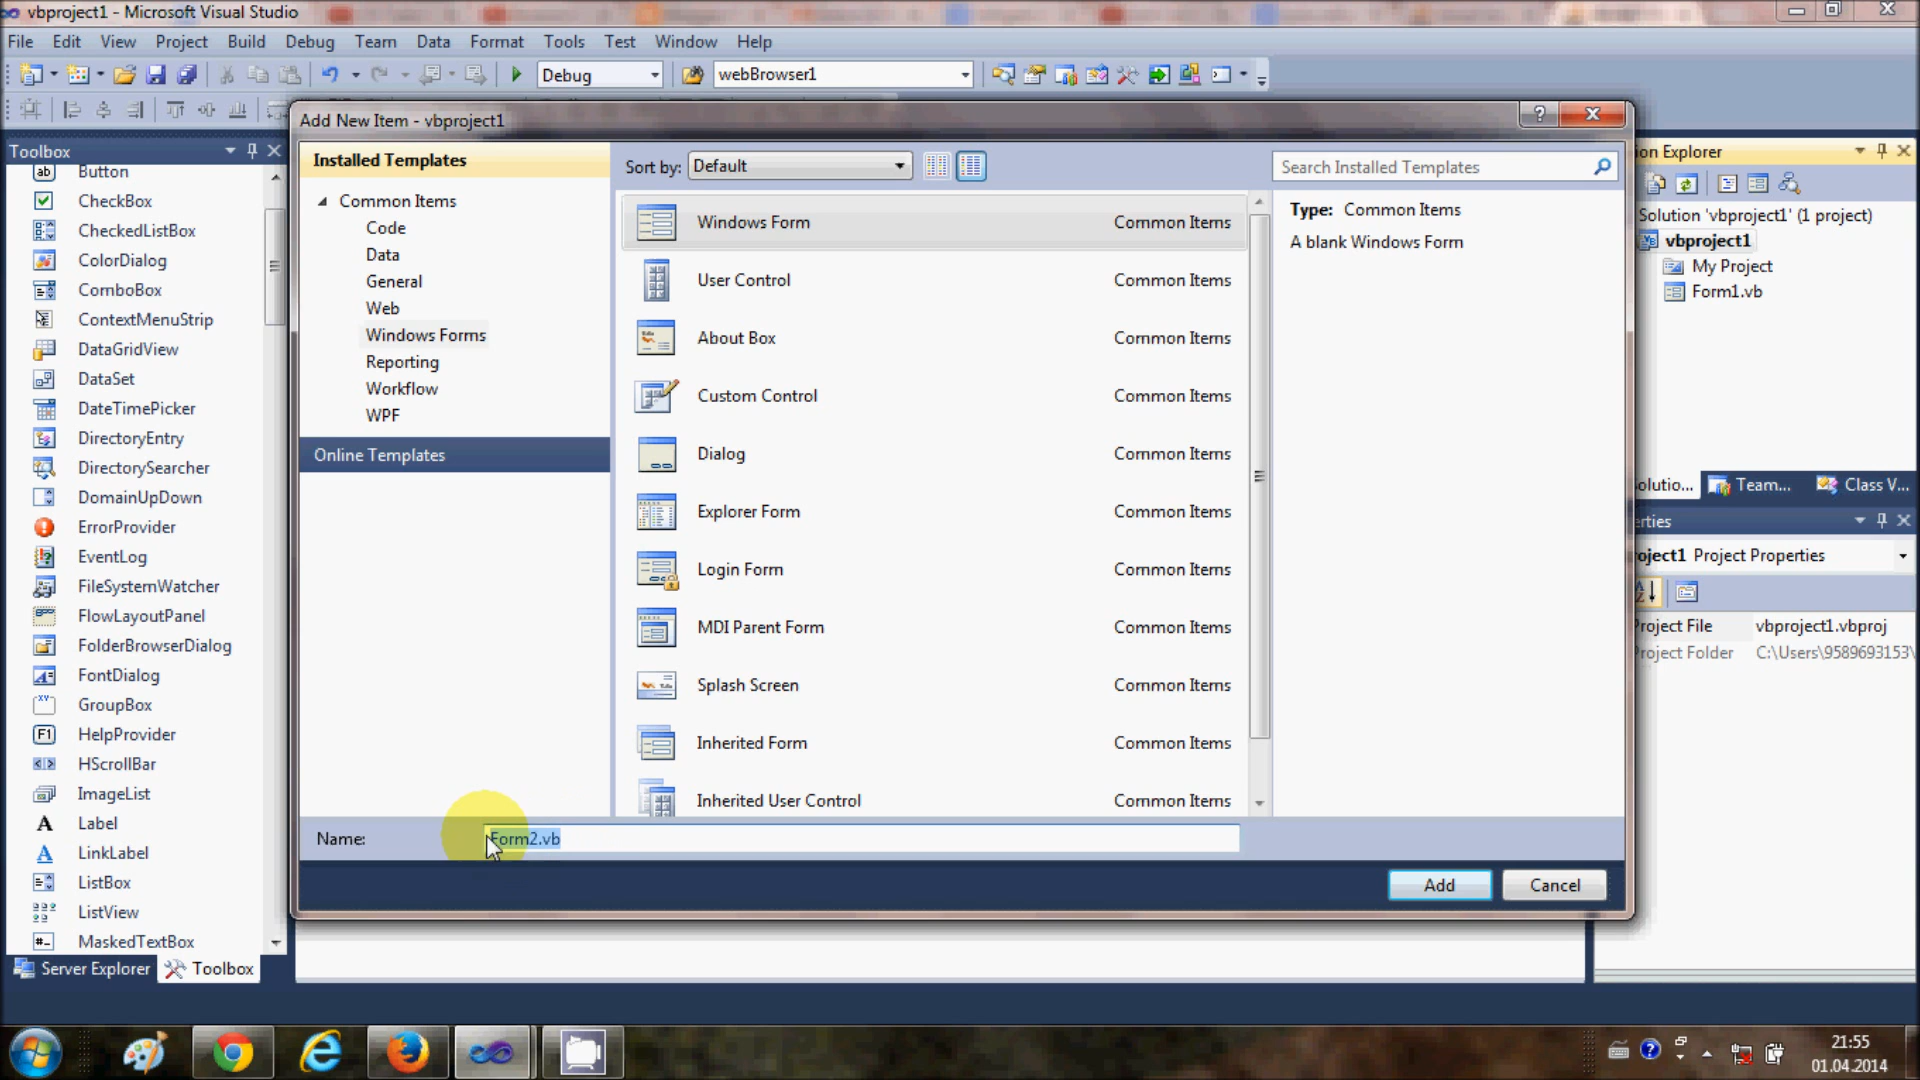 vbproject1 - Microsoft Visual Studio
File Edit View Project Build Debug Team Data Format Tools Test Window Help
Debug webBrowser1
Add New Item - vbproject1
Toolbox
Button
CheckBox
CheckedListBox
ColorDialog
ComboBox
ContextMenuStrip
DataGridView
DataSet
DateTimePicker
DirectoryEntry
DirectorySearcher
DomainUpDown
ErrorProvider
EventLog
FileSystemWatcher
FlowLayoutPanel
FolderBrowserDialog
FontDialog
GroupBox
HelpProvider
HScrollBar
ImageList
Label
LinkLabel
ListBox
ListView
MaskedTextBox
Server Explorer Toolbox
Installed Templates
Common Items
Code
Data
General
Web
Windows Forms
Reporting
Workflow
WPF
Online Templates
Sort by: Default
Search Installed Templates
Windows Form Common Items
User Control Common Items
About Box Common Items
Custom Control Common Items
Dialog Common Items
Explorer Form Common Items
Login Form Common Items
MDI Parent Form Common Items
Splash Screen Common Items
Inherited Form Common Items
Inherited User Control Common Items
Type: Common Items
A blank Windows Form
Name: Form2.vb
Add Cancel
ion Explorer
Solution 'vbproject1' (1 project)
vbproject1
My Project
Form1.vb
olutio... Team... Class V...
erties
oject1 Project Properties
Project File vbproject1.vbproj
Project Folder C:\Users\9589693153\
21:55
01.04.2014